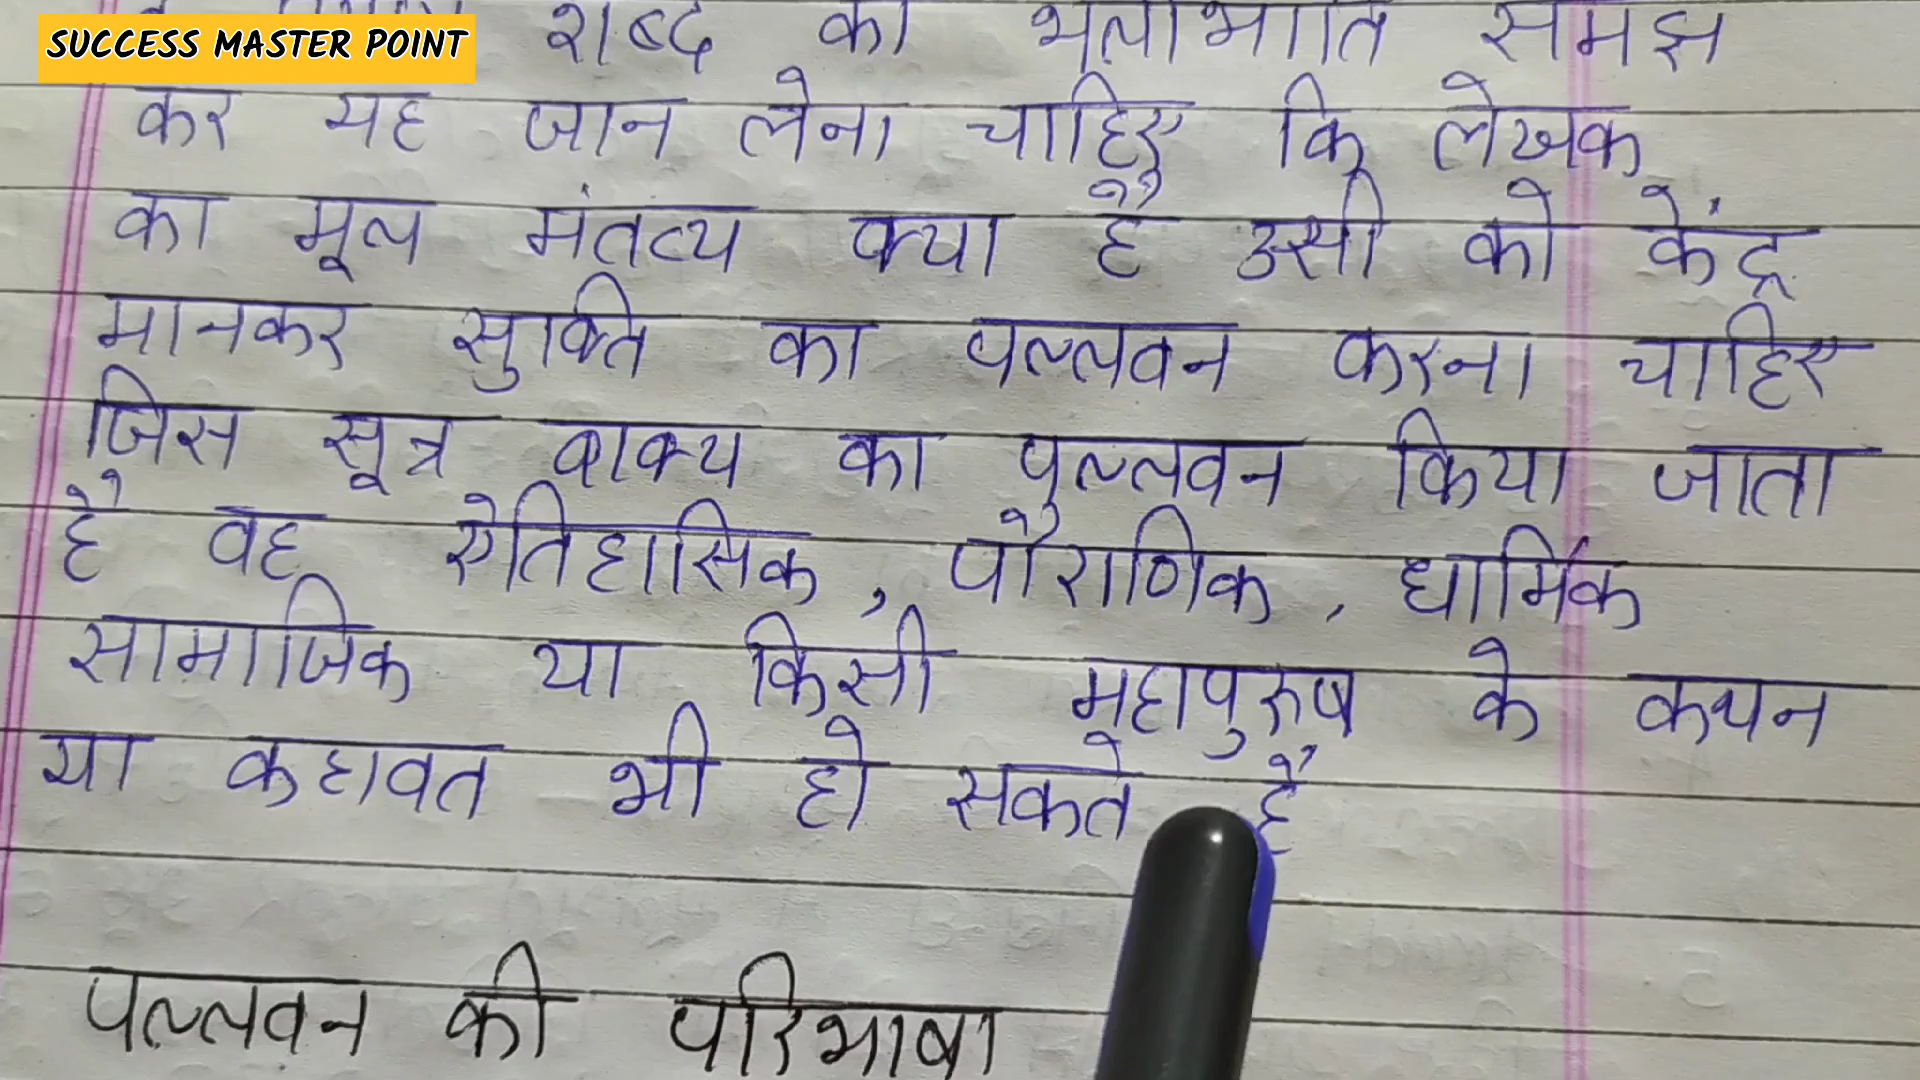 SUCCESS MASTER POINT
शब्द को भलीभांति समझ
कर यह जान लेना चाहिए कि लेखक
का मूल मंतव्य क्या है उसी को केंद्र
मानकर सुक्ति का पल्लवन करना चाहिए
जिस सूत्र वाक्य का पुल्लवन किया जाता
है वह ऐतिहासिक, पौराणिक, धार्मिक
सामाजिक या किसी महापुरुष के कथन
या कहावत भी हो सकते है
पल्लवन की परिभाषा